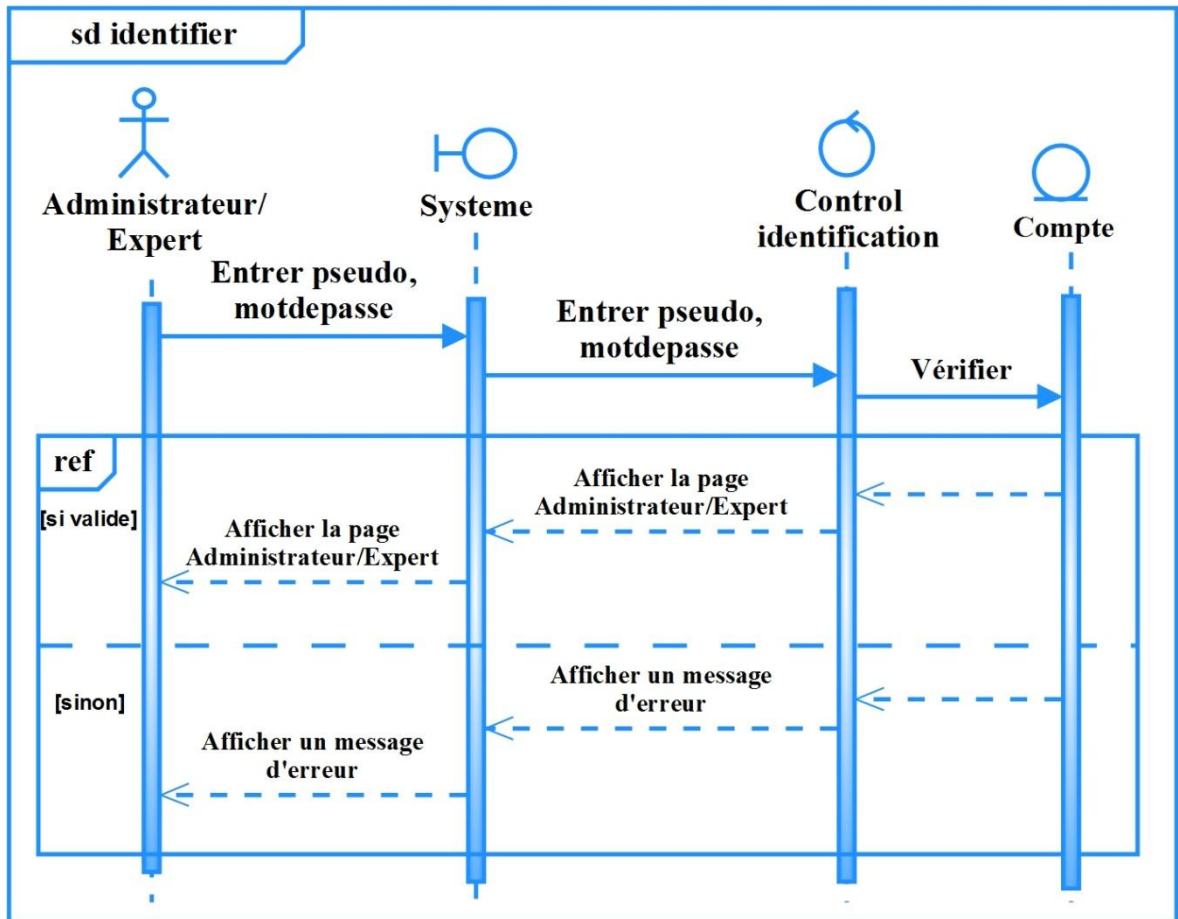 sd identifier
Administrateur/
Expert
Systeme
Control
identification
Compte
Entrer pseudo,
motdepasse
Entrer pseudo,
motdepasse
Vérifier
ref
[si valide]
Afficher la page
Administrateur/Expert
Afficher la page
Administrateur/Expert
[sinon]
Afficher un message
d'erreur
Afficher un message
d'erreur